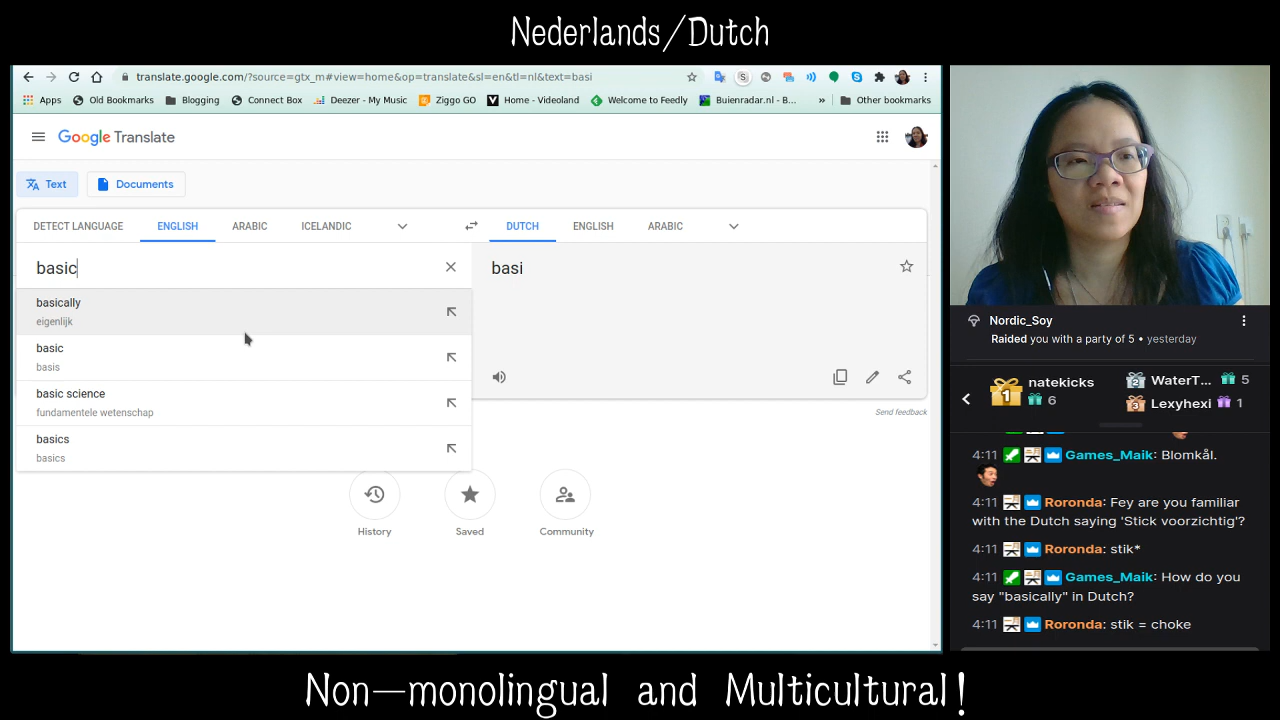 Nederlands/Dutch
translate.google.com/?source=gtx_m#view=home&op=translate&sl=en&tl=nl&text=basi
Apps Old Bookmarks Blogging Connect Box Deezer - My Music Ziggo GO Home - Videoland Welcome to Feedly Buienradar.nl - B... » Other bookmarks
Google Translate
Text Documents
DETECT LANGUAGE ENGLISH ARABIC ICELANDIC DUTCH ENGLISH ARABIC
basic
basi
basically
eigenlijk
basic
basis
basic science
fundamentele wetenschap
basics
basics
Send feedback
History Saved Community
Nordic_Soy
Raided you with a party of 5 • yesterday
1 natekicks
6
2 WaterT... 5
3 Lexyhexi 1
4:11 Games_Maik: Blomkål.
4:11 Roronda: Fey are you familiar
with the Dutch saying 'Stick voorzichtig'?
4:11 Roronda: stik*
4:11 Games_Maik: How do you
say "basically" in Dutch?
4:11 Roronda: stik = choke
Non-monolingual and Multicultural!